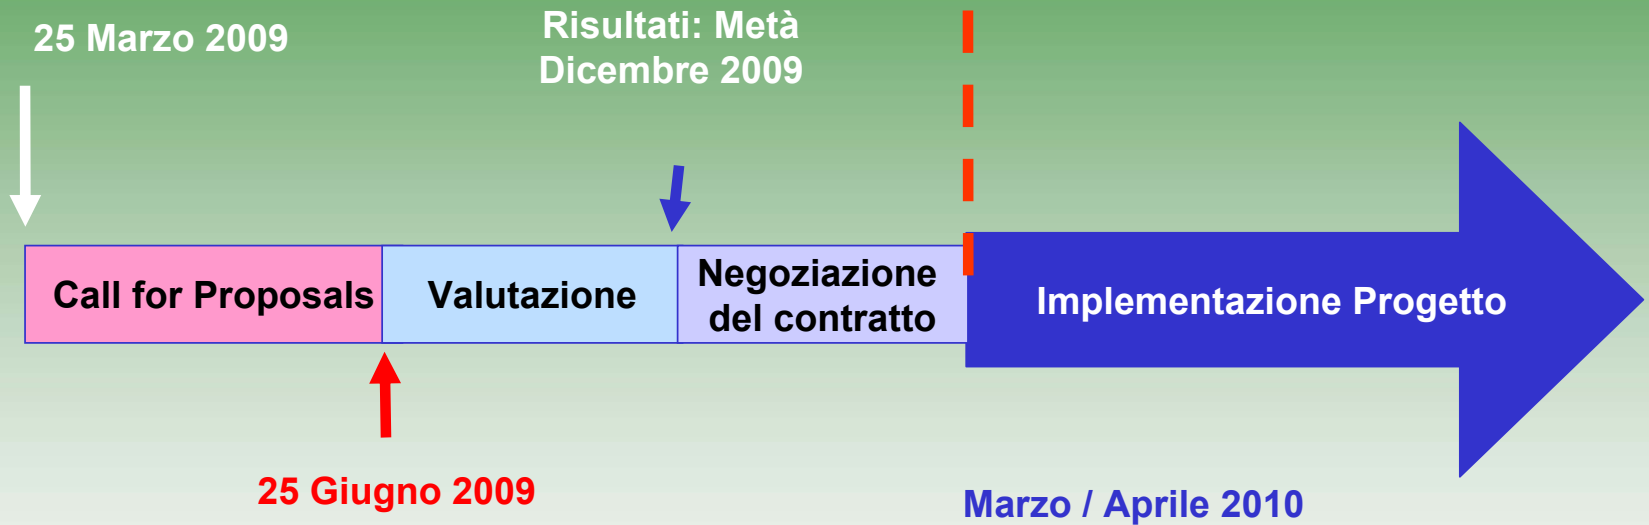 25 Marzo 2009
Risultati: Metà
Dicembre 2009
Call for Proposals
Valutazione
Negoziazione
del contratto
Implementazione Progetto
25 Giugno 2009
Marzo / Aprile 2010